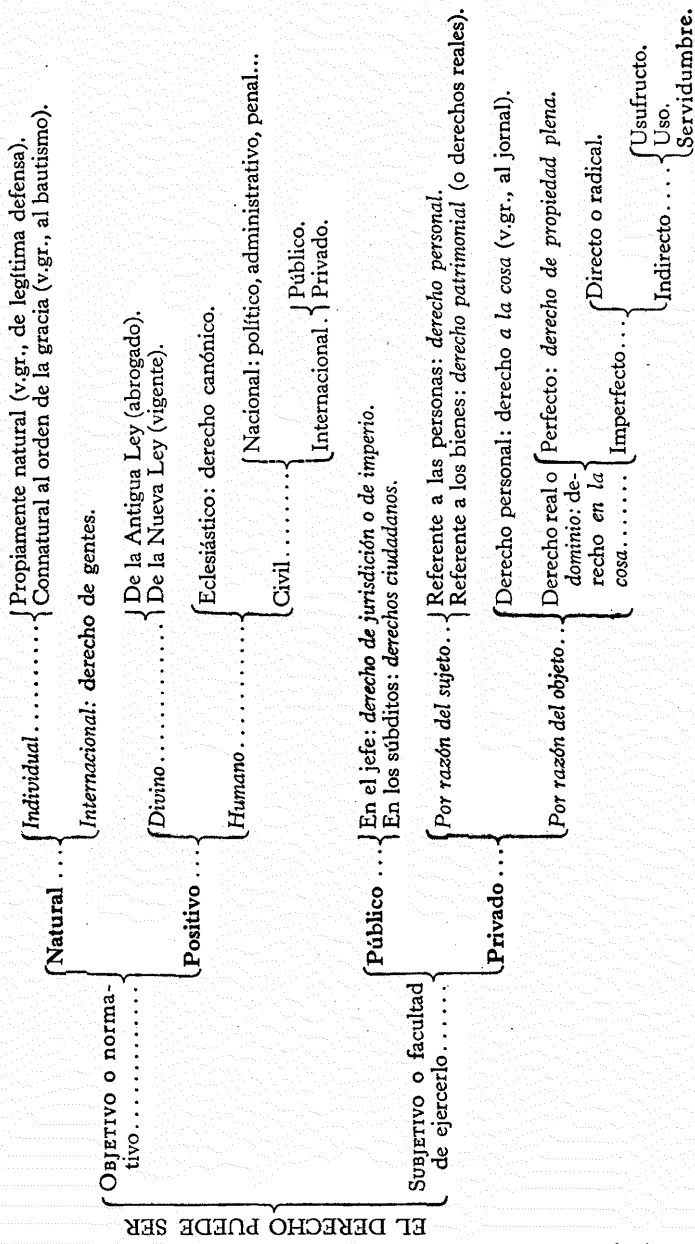 EL DERECHO PUEDE SER
OBJETIVO o norma-
tivo..............
Natural ....
Individual..........
Propiamente natural (v.gr., de legítima defensa).
Connatural al orden de la gracia (v.gr., al bautismo).
Internacional: derecho de gentes.
Positivo ....
Divino............
De la Antigua Ley (abrogado).
De la Nueva Ley (vigente).
Humano............
Eclesiástico: derecho canónico.
Civil........
Nacional: político, administrativo, penal...
Internacional .
Público.
Privado.
SUBJETIVO o facultad
de ejercerlo......
Público ....
En el jefe: derecho de jurisdición o de imperio.
En los súbditos: derechos ciudadanos.
Privado....
Por razón del sujeto...
Referente a las personas: derecho personal.
Referente a los bienes: derecho patrimonial (o derechos reales).
Por razón del objeto...
Derecho personal: derecho a la cosa (v.gr., al jornal).
Derecho real o
dominio: de-
recho en la
cosa.......
Perfecto: derecho de propiedad plena.
Imperfecto....
Directo o radical.
Indirecto.....
Usufructo.
Uso.
Servidumbre.